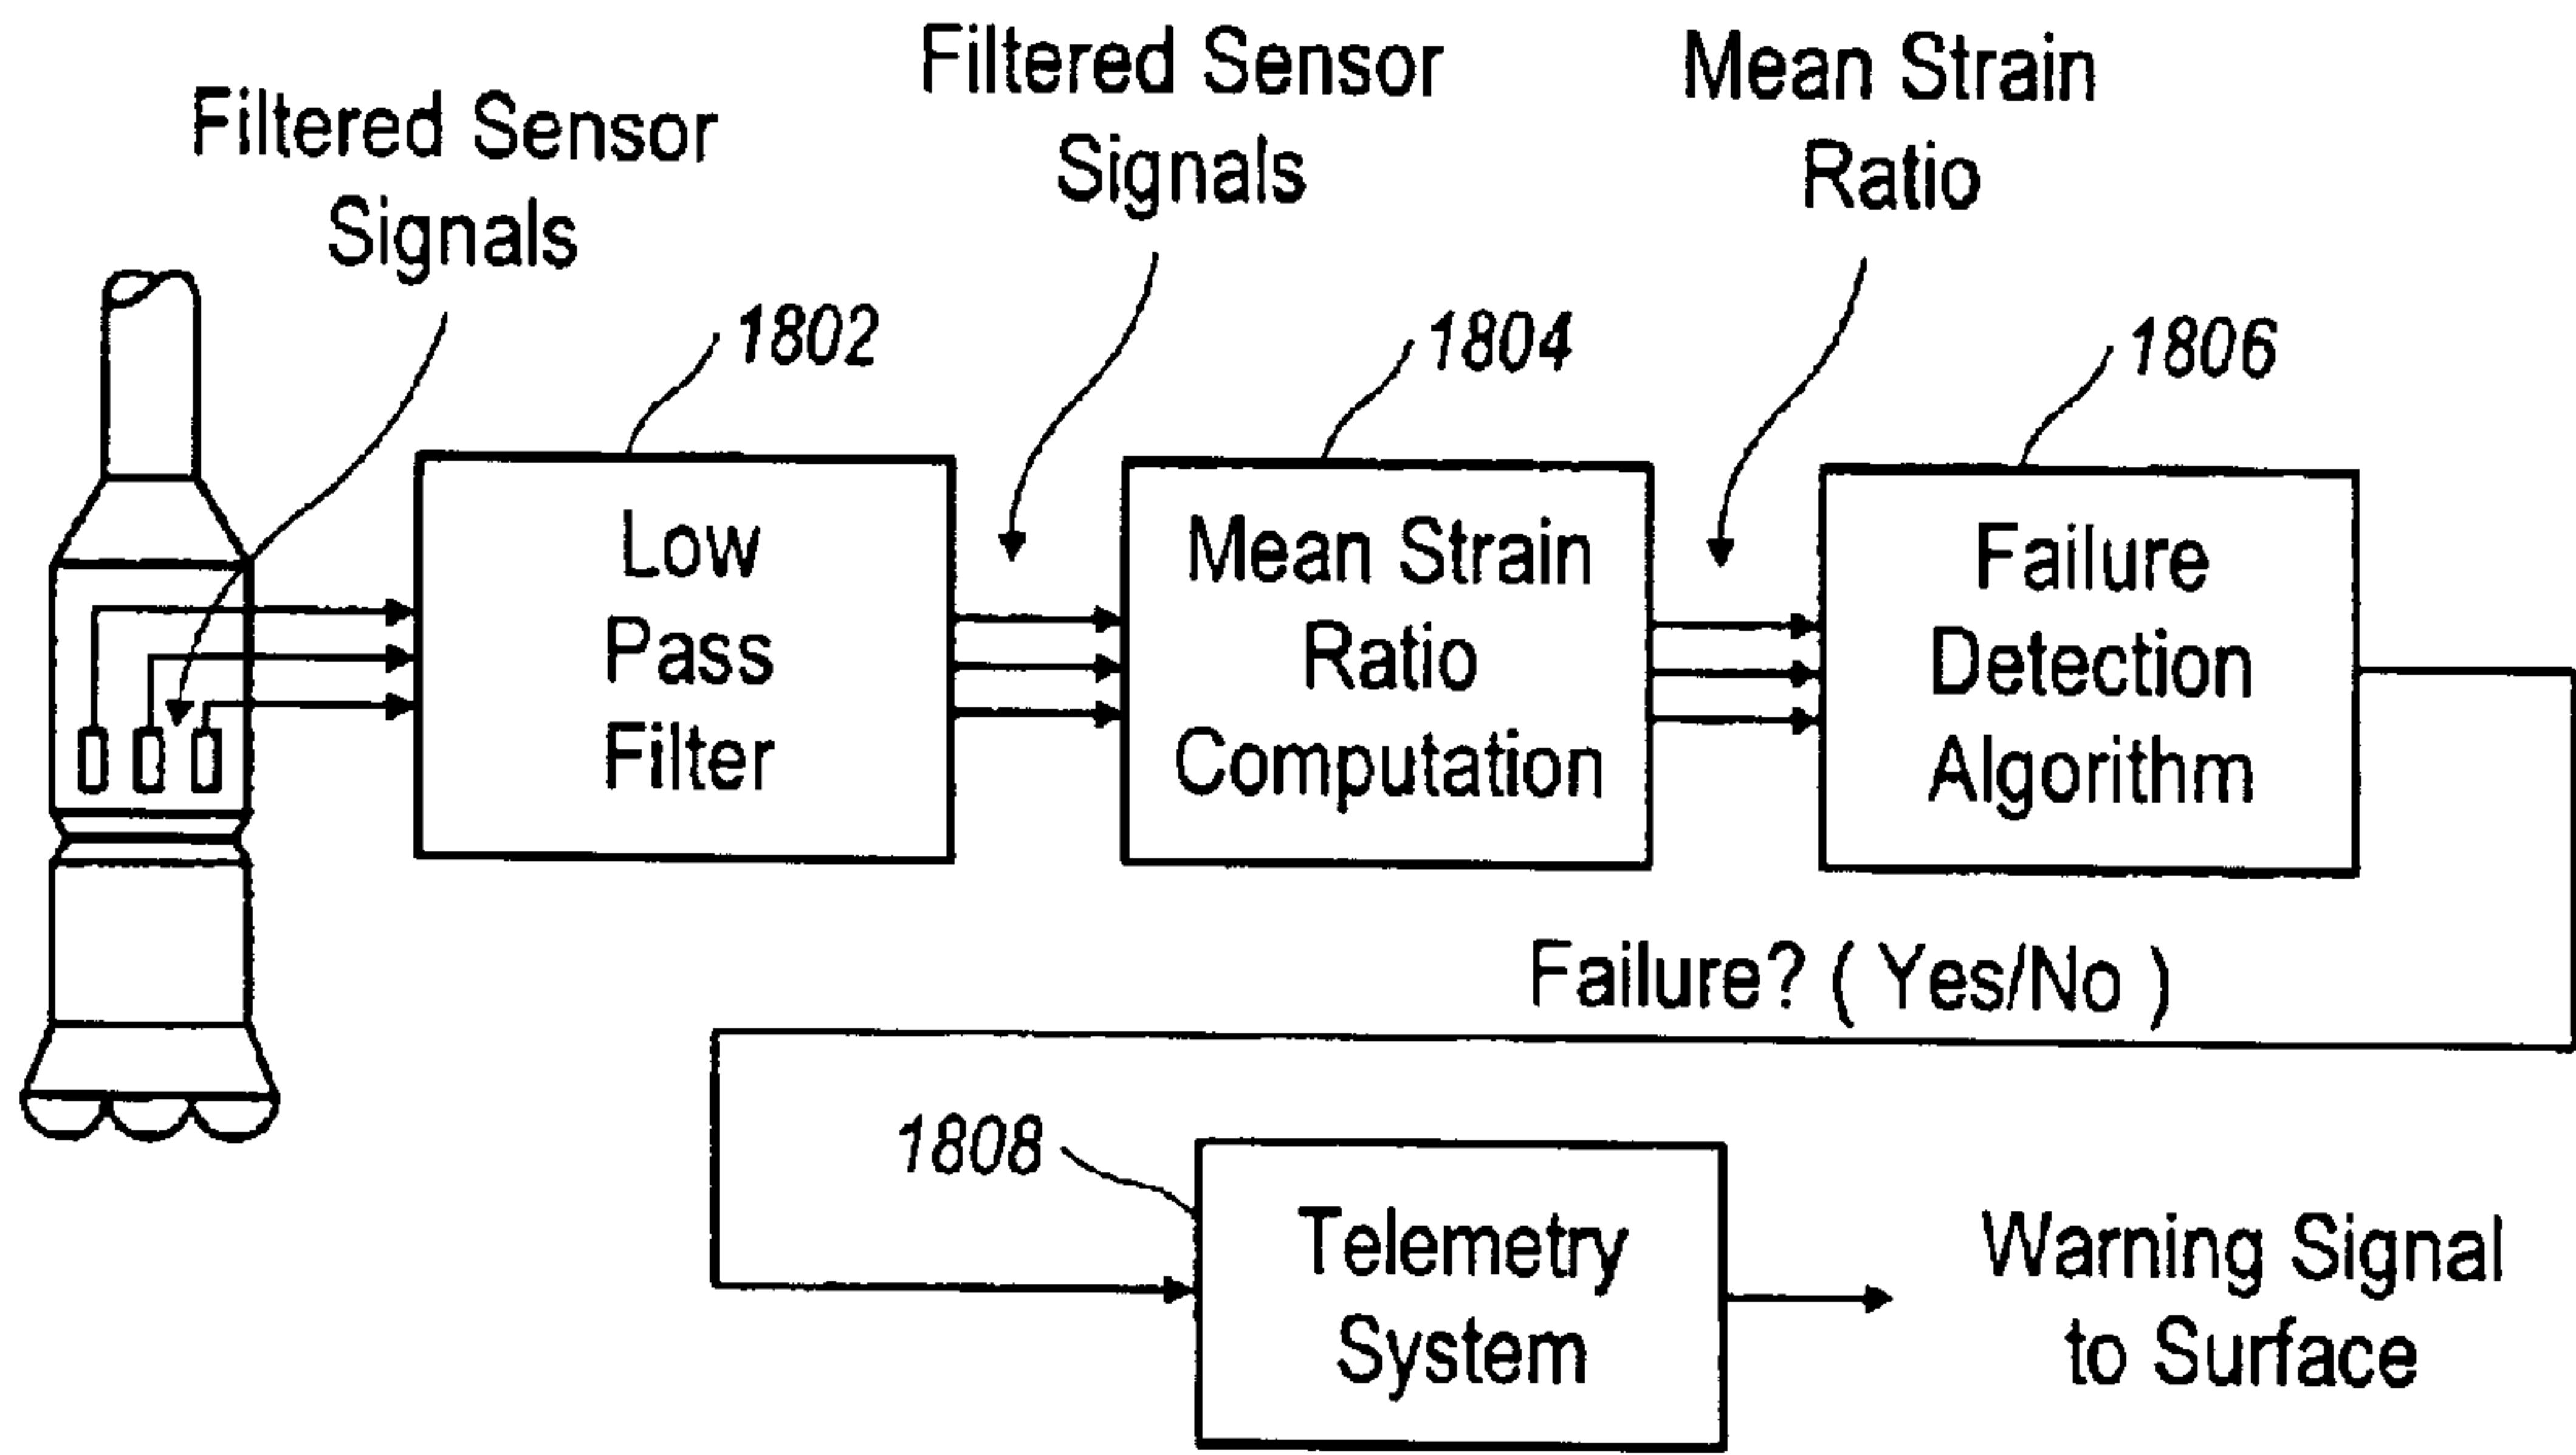 Filtered Sensor
Signals
Filtered Sensor
Signals
Mean Strain
Ratio
1802
1804
1806
Low
Pass
Filter
Mean Strain
Ratio
Computation
Failure
Detection
Algorithm
Failure? ( Yes/No )
1808
Telemetry
System
Warning Signal
to Surface